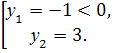 [y₁ = −1 < 0,
y₂ = 3.